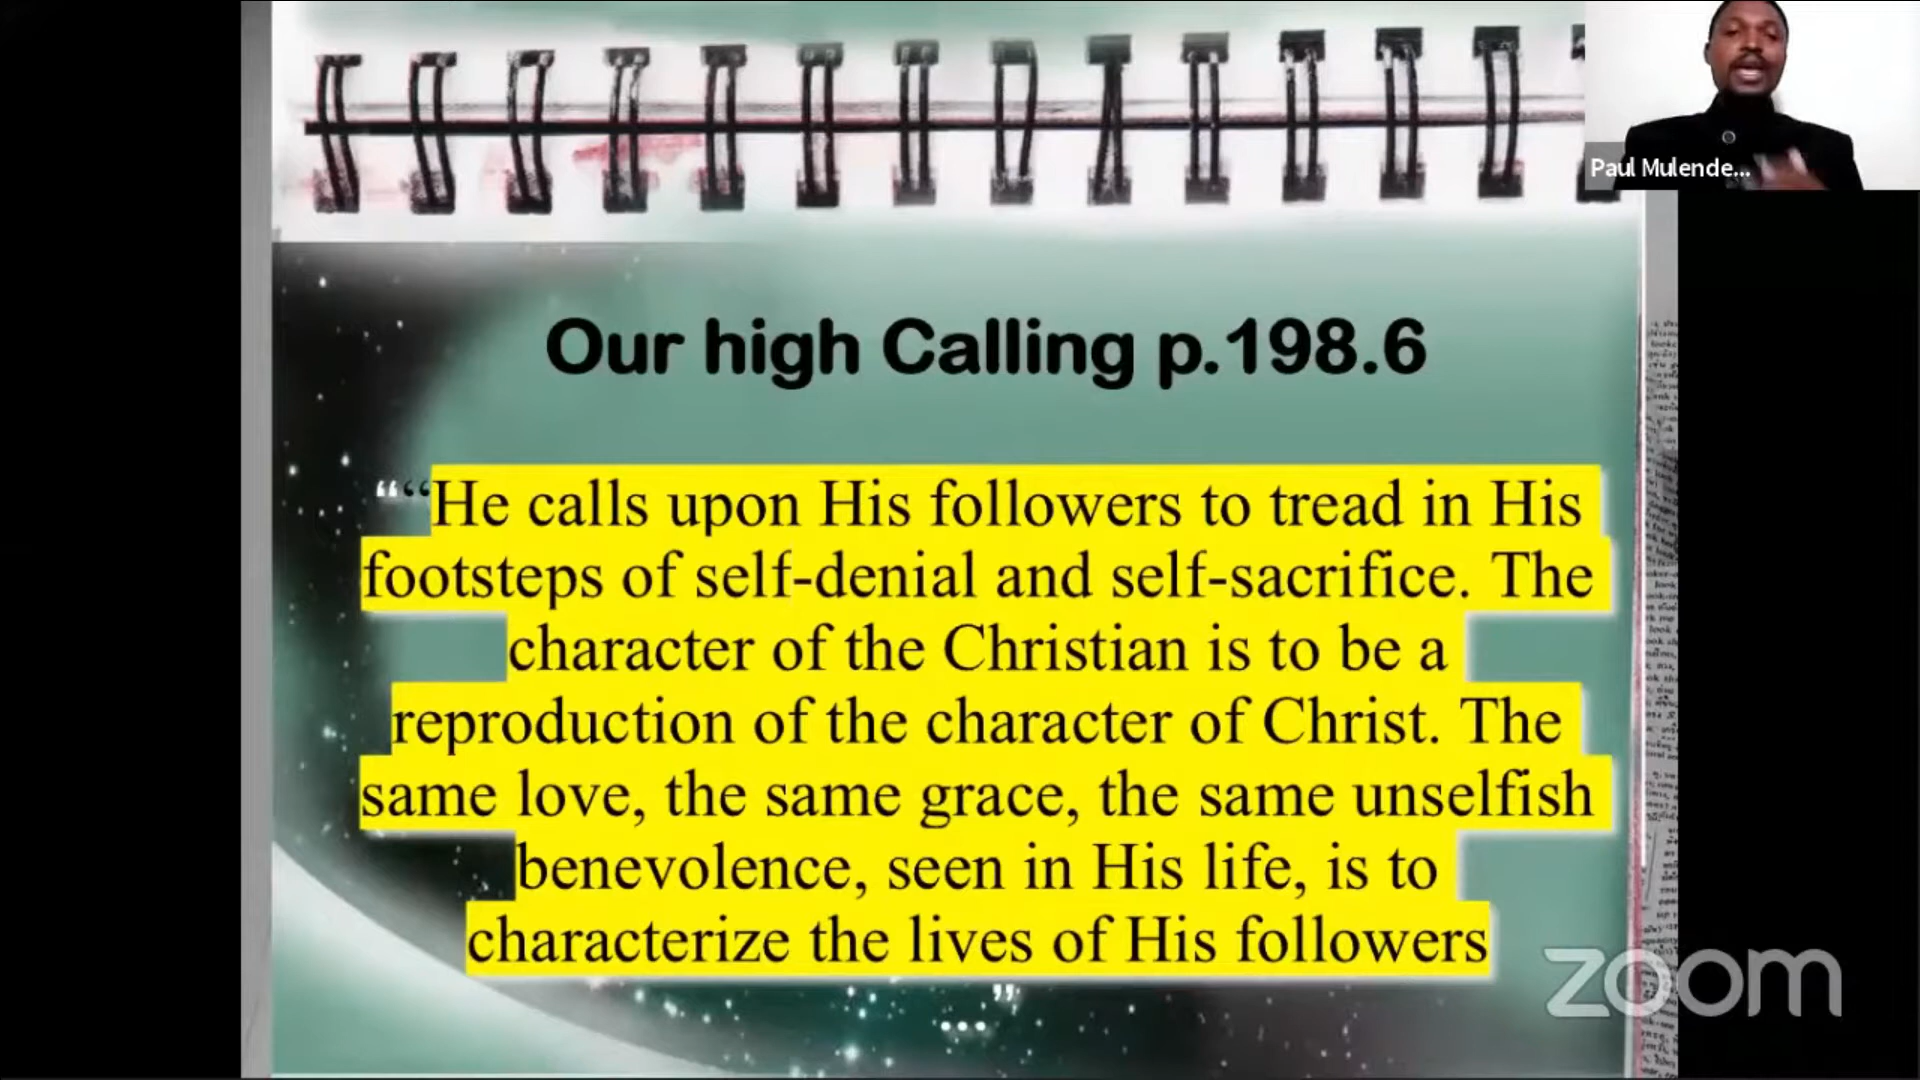 Paul Mulende...
Our high Calling p.198.6
““He calls upon His followers to tread in His
footsteps of self-denial and self-sacrifice. The
character of the Christian is to be a
reproduction of the character of Christ. The
same love, the same grace, the same unselfish
benevolence, seen in His life, is to
characterize the lives of His followers
”
...
zoom